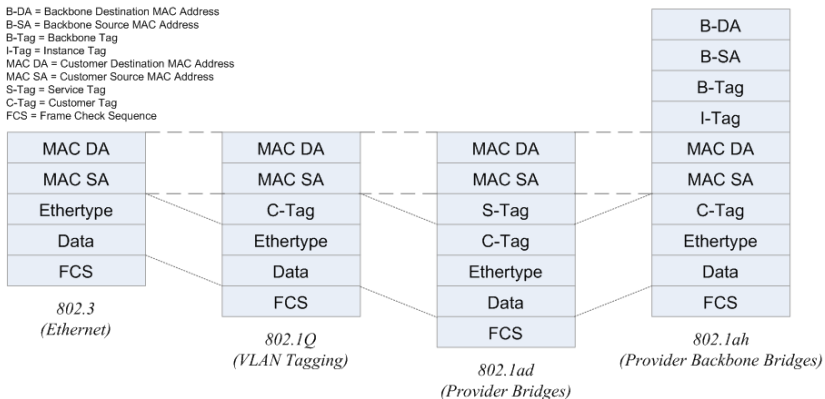 B-DA = Backbone Destination MAC Address
B-SA = Backbone Source MAC Address
B-Tag = Backbone Tag
I-Tag = Instance Tag
MAC DA = Customer Destination MAC Address
MAC SA = Customer Source MAC Address
S-Tag = Service Tag
C-Tag = Customer Tag
FCS = Frame Check Sequence
MAC DA
MAC SA
Ethertype
Data
FCS
802.3
(Ethernet)
MAC DA
MAC SA
C-Tag
Ethertype
Data
FCS
802.1Q
(VLAN Tagging)
MAC DA
MAC SA
S-Tag
C-Tag
Ethertype
Data
FCS
802.1ad
(Provider Bridges)
B-DA
B-SA
B-Tag
I-Tag
MAC DA
MAC SA
C-Tag
Ethertype
Data
FCS
802.1ah
(Provider Backbone Bridges)